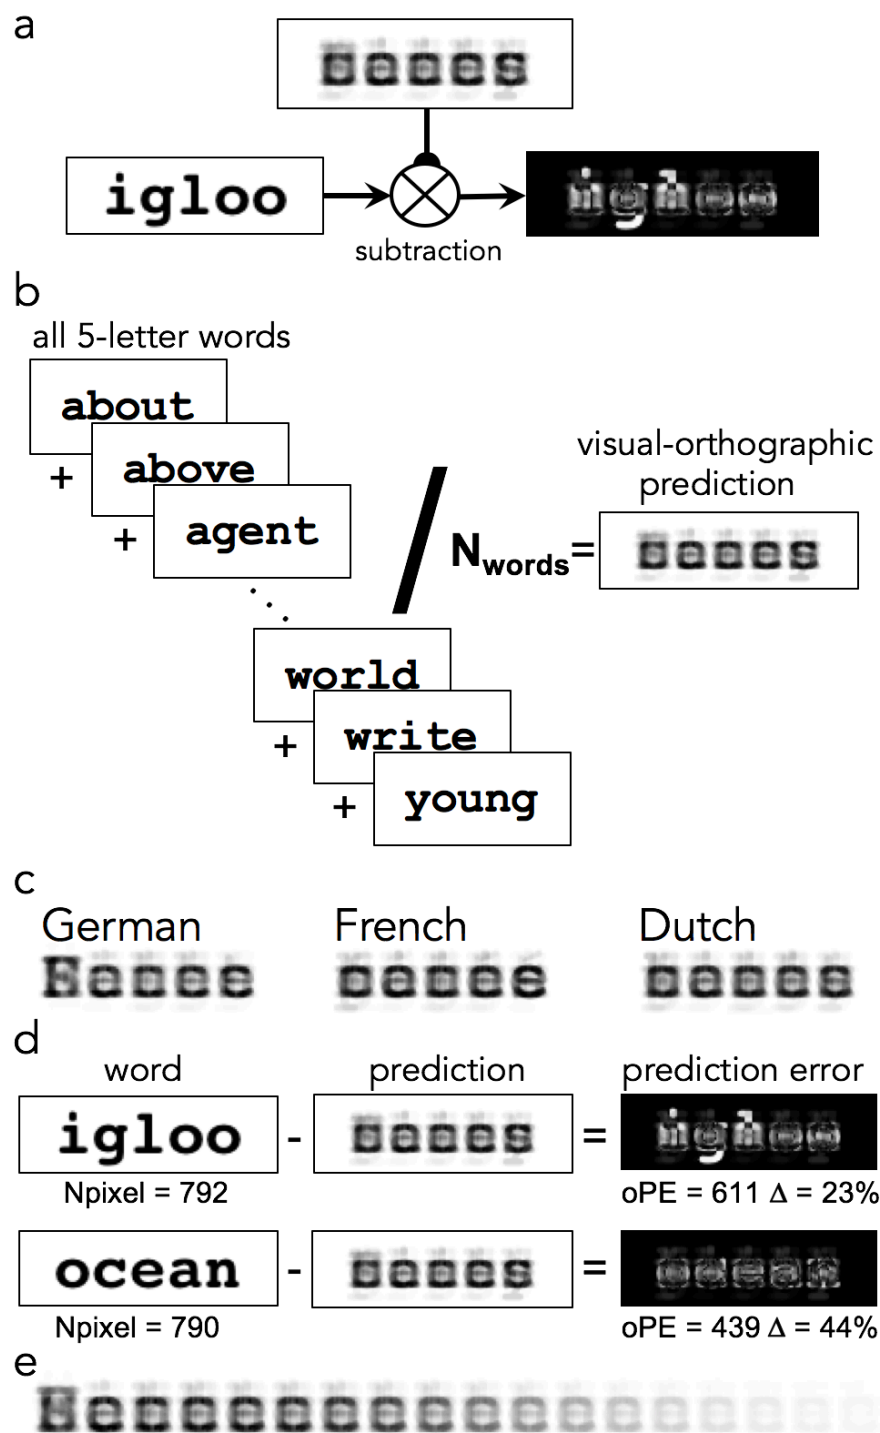 a
igloo
subtraction
b
all 5-letter words
about
+
above
+
agent
. . .
world
+
write
+
young
N words =
visual-orthographic
prediction
c
German French Dutch
d
word prediction prediction error
igloo - =
Npixel = 792 oPE = 611 Δ = 23%
ocean - =
Npixel = 790 oPE = 439 Δ = 44%
e